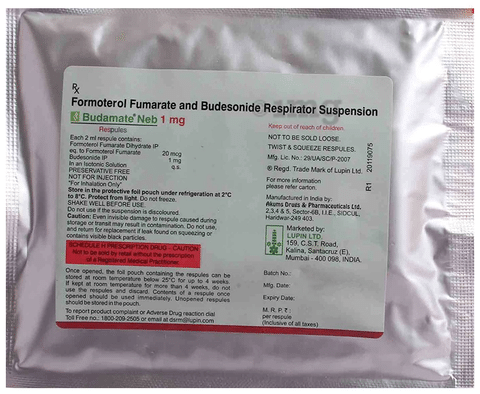 Rx
Formoterol Fumarate and Budesonide Respirator Suspension
Budamate® Neb 1 mg
Respules
Each 2 ml respule contains:
Formoterol Fumarate Dihydrate IP
eq. to Formoterol Fumarate 20 mcg
Budesonide IP 1 mg
In an Isotonic Solution q.s.
PRESERVATIVE FREE
NOT FOR INJECTION
"For Inhalation Only"
Store in the protective foil pouch under refrigeration at 2°C
to 8°C. Protect from light. Do not freeze.
SHAKE WELL BEFORE USE.
Do not use if the suspension is discoloured.
Caution: Even invisible damage to respule caused during
storage or transit may result in contamination. Do not use,
and return for replacement if leak found on squeezing or
contains visible black particles.
SCHEDULE H PRESCRIPTION DRUG - CAUTION
Not to be sold by retail without the prescription
of a Registered Medical Practitioner
Once opened, the foil pouch containing the respules can be
stored at room temperature below 25°C for up to 4 weeks.
If kept at room temperature for more than 4 weeks, do not
use the respules and discard. Contents of a respule once
opened should be used immediately. Unopened respules
should be stored in the pouch.
To report product complaint or Adverse Drug reaction dial
Toll Free no.: 1800-209-2505 or email at dsrm@lupin.com
Keep out of reach of children.
NOT TO BE SOLD LOOSE.
TWIST & SQUEEZE RESPULES.
Mfg. Lic. No.: 29/UA/SC/P-2007
® Regd. Trade Mark of Lupin Ltd.
For more information
please refer carton.
Manufactured in India by:
Akums Drugs & Pharmaceuticals Ltd.
2,3,4 & 5, Sector-6B, I.I.E., SIDCUL,
Haridwar-249 403.
Marketed by:
LUPIN LTD.
159, C.S.T. Road,
Kalina, Santacruz (E),
Mumbai - 400 098, INDIA.
Batch No.:
Mfg. Date:
Expiry Date:
M. R. P. ₹ :
per respule
(Inclusive of all taxes)
R1 20119075